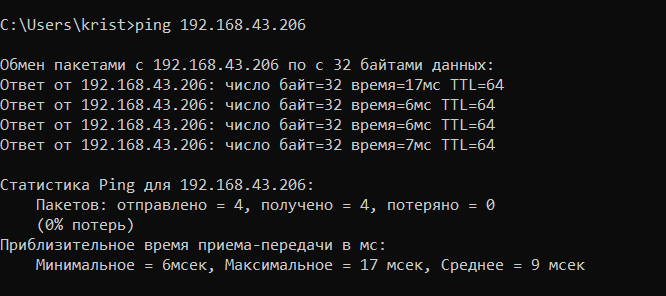 C:\Users\krist>ping 192.168.43.206
Обмен пакетами с 192.168.43.206 по с 32 байтами данных:
Ответ от 192.168.43.206: число байт=32 время=17мс TTL=64
Ответ от 192.168.43.206: число байт=32 время=6мс TTL=64
Ответ от 192.168.43.206: число байт=32 время=6мс TTL=64
Ответ от 192.168.43.206: число байт=32 время=7мс TTL=64
Статистика Ping для 192.168.43.206:
Пакетов: отправлено = 4, получено = 4, потеряно = 0
(0% потерь)
Приблизительное время приема-передачи в мс:
Минимальное = 6мсек, Максимальное = 17 мсек, Среднее = 9 мсек